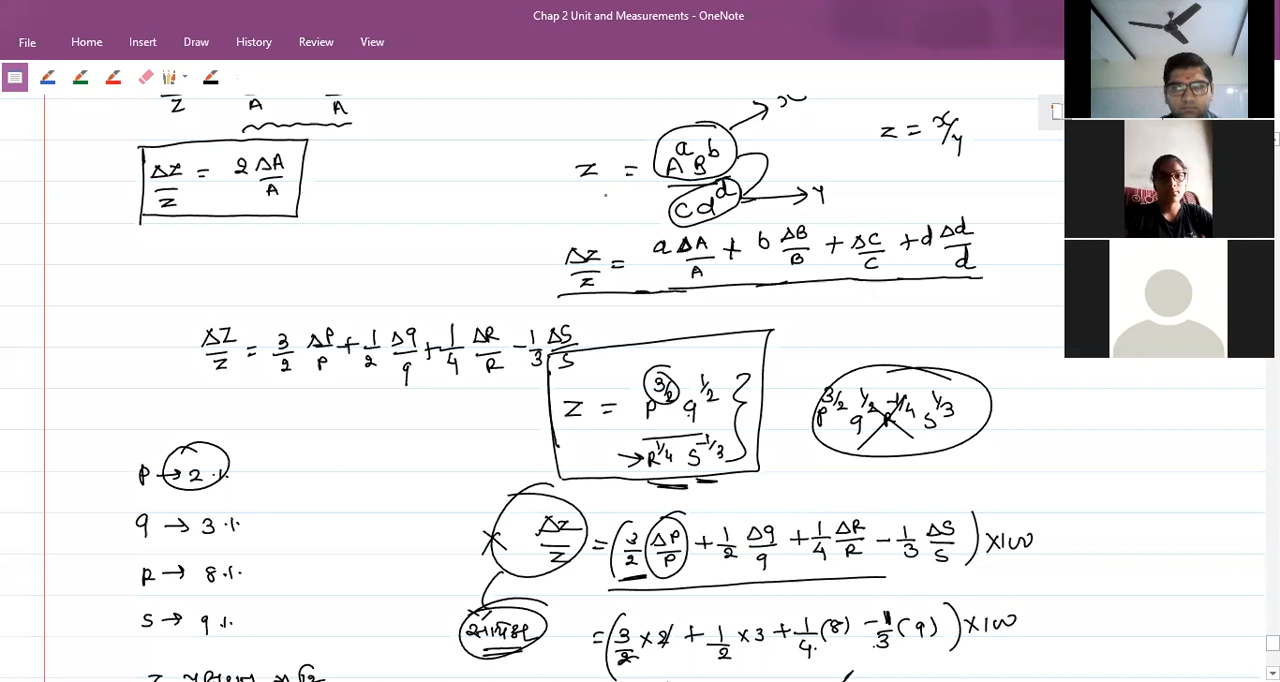 Chap 2 Unit and Measurements - OneNote
File Home Insert Draw History Review View
Z A A
ΔZ/Z = 2 ΔA/A
Z = A^a B^b / C d^d → x → y
z = x/y
ΔZ/Z = a ΔA/A + b ΔB/B + ΔC/C + d Δd/d
ΔZ/Z = 3/2 ΔP/P + 1/2 Δq/q + 1/4 ΔR/R - 1/3 ΔS/S
Z = P^3/2 q^1/2 / R^1/4 S^-1/3
P^3/2 q^1/2 R^-1/4 S^1/3
P → 2 %
q → 3 %
R → 8 %
S → 9 %
× ΔZ/Z = (3/2 ΔP/P + 1/2 Δq/q + 1/4 ΔR/R - 1/3 ΔS/S) × 100
સાપેક્ષ
= (3/2 × 2 + 1/2 × 3 + 1/4 (8) - 1/3 (9)) × 100